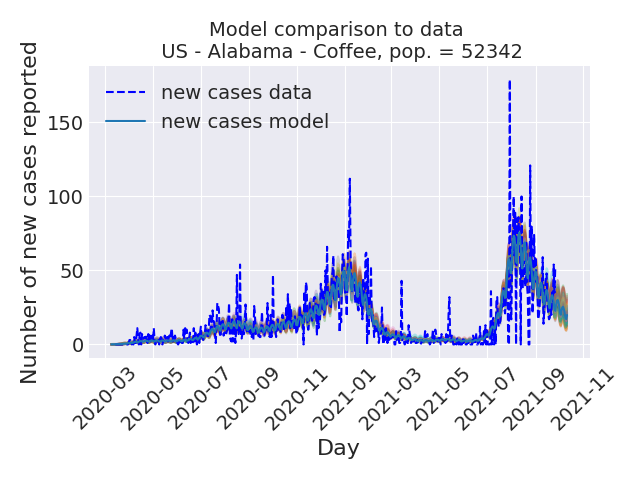 Model comparison to data
US - Alabama - Coffee, pop. = 52342
Number of new cases reported
new cases data
new cases model
150
100
50
0
2020-03
2020-05
2020-07
2020-09
2020-11
2021-01
2021-03
2021-05
2021-07
2021-09
2021-11
Day